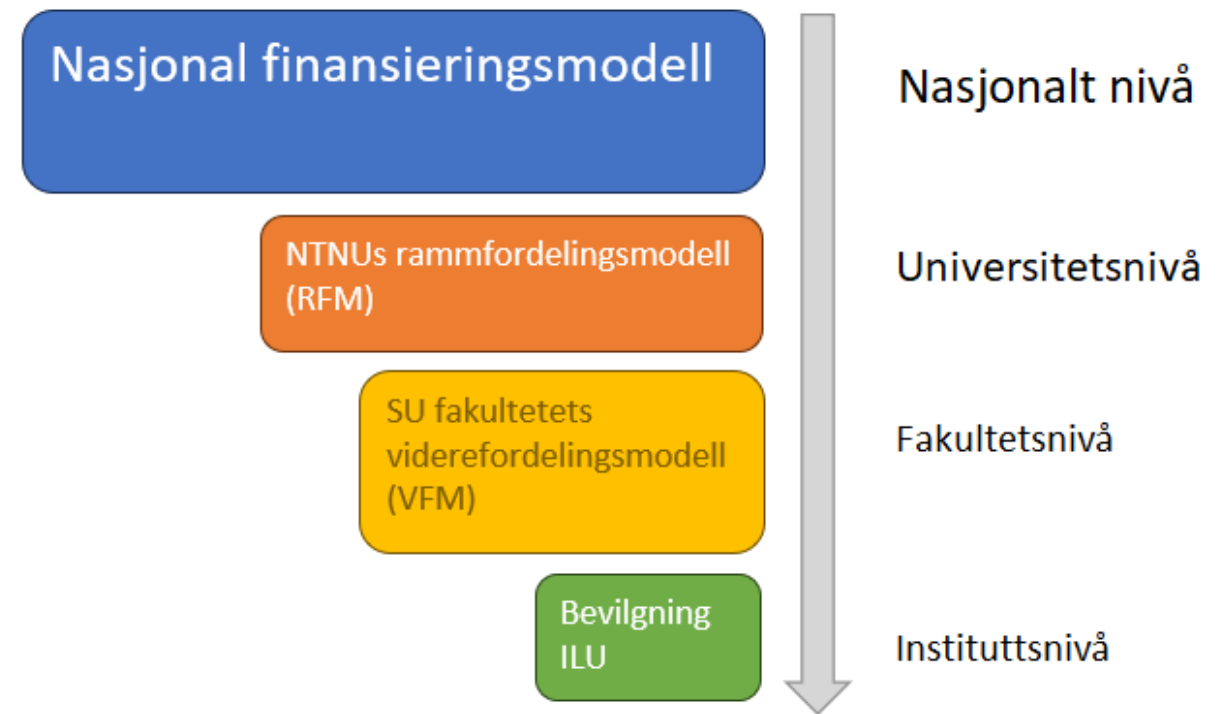 Nasjonal finansieringsmodell
Nasjonalt nivå
NTNUs rammfordelingsmodell
(RFM)
Universitetsnivå
SU fakultetets
viderefordelingsmodell
(VFM)
Fakultetsnivå
Bevilgning
ILU
Instituttsnivå